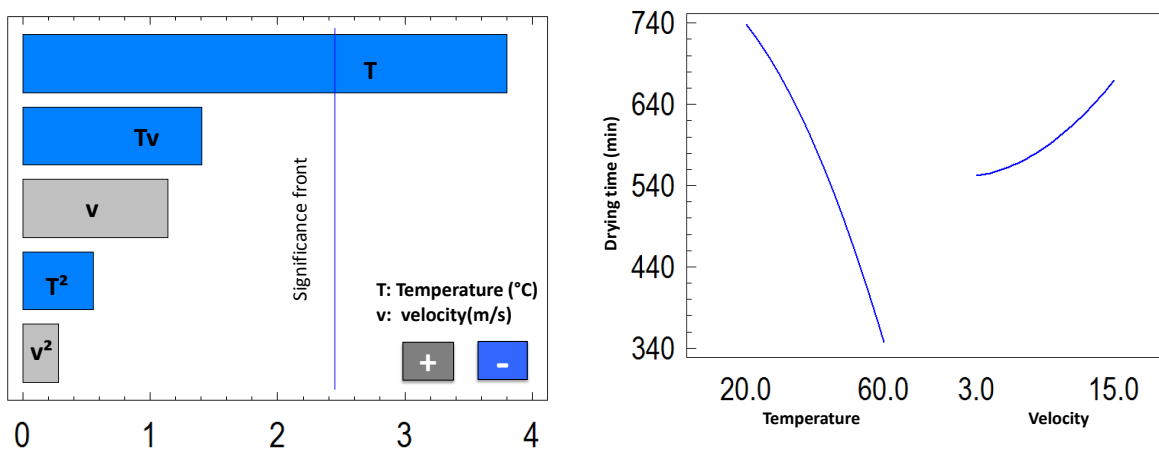 T
Tv
v
T²
v²
Significance front
T: Temperature (°C)
v: velocity(m/s)
+ -
0 1 2 3 4
Drying time (min)
740
640
540
440
340
20.0 60.0 3.0 15.0
Temperature Velocity